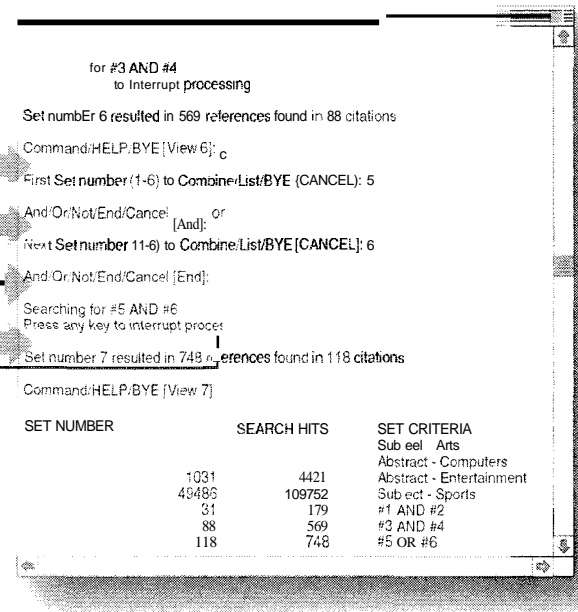 for #3 AND #4
to Interrupt processing
Set numbEr 6 resulted in 569 references found in 88 citations
Command/HELP/BYE [View 6]: c
First Set number (1-6) to Combine/List/BYE (CANCEL): 5
And/Or/Not/End/Cancel or [And]:
Next Set number 11-6) to Combine/List/BYE [CANCEL]: 6
And/Or/Not/End/Cancel [End]:
Searching for #5 AND #6
Press any key to interrupt proces
Set number 7 resulted in 748 erences found in 118 citations
Command/HELP/BYE [View 7]
SET NUMBER SEARCH HITS SET CRITERIA
Sub eel Arts
Abstract - Computers
1031 4421 Abstract - Entertainment
49486 109752 Sub ect - Sports
31 179 #1 AND #2
88 569 #3 AND #4
118 748 #5 OR #6